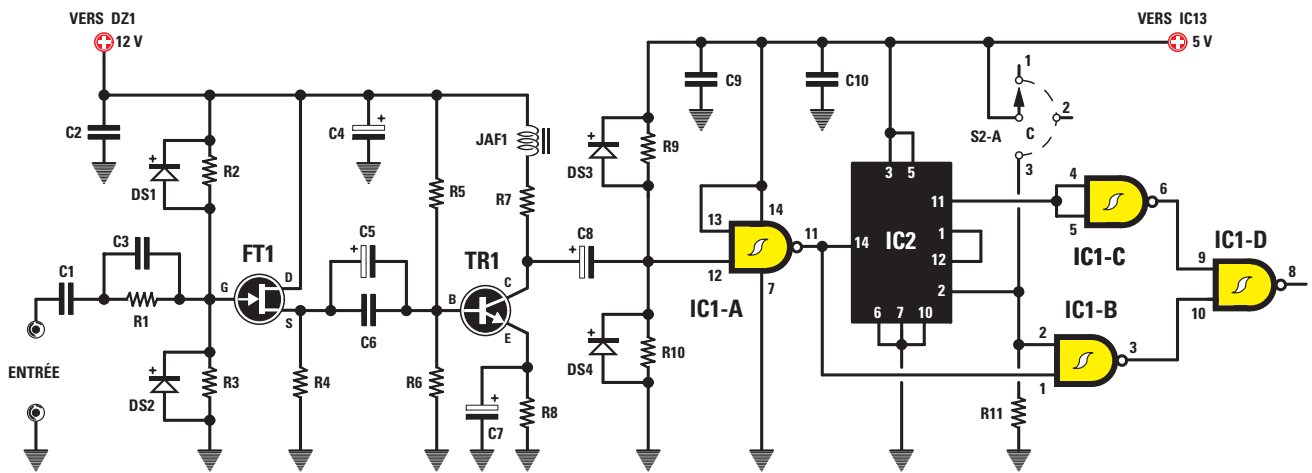 VERS DZ1
12 V
VERS IC13
5 V
C2
DS1
R2
C4
R5
JAF1
R7
DS3
R9
C9
C10
1
2
S2-A
C
3
C3
C1
R1
FT1
G
D
S
C5
C6
TR1
B
C
E
C8
13
14
12
11
7
IC1-A
3
5
14
IC2
11
1
12
2
6
7
10
4
5
6
IC1-C
IC1-D
9
10
8
IC1-B
2
1
3
ENTRÉE
DS2
R3
R4
R6
C7
R8
DS4
R10
R11